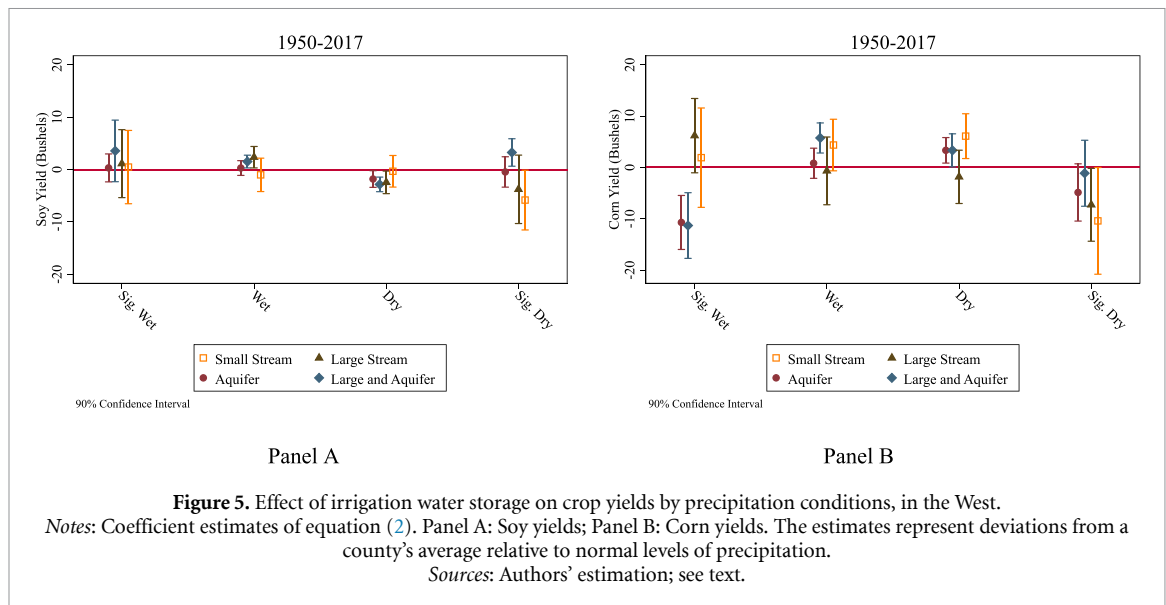 1950-2017
Soy Yield (Bushels)
20
10
0
-10
-20
Sig. Wet
Wet
Dry
Sig. Dry
Small Stream
Large Stream
Aquifer
Large and Aquifer
90% Confidence Interval
Panel A
1950-2017
Corn Yield (Bushels)
20
10
0
-10
-20
Sig. Wet
Wet
Dry
Sig. Dry
Small Stream
Large Stream
Aquifer
Large and Aquifer
90% Confidence Interval
Panel B
Figure 5. Effect of irrigation water storage on crop yields by precipitation conditions, in the West.
Notes: Coefficient estimates of equation (2). Panel A: Soy yields; Panel B: Corn yields. The estimates represent deviations from a
county's average relative to normal levels of precipitation.
Sources: Authors' estimation; see text.